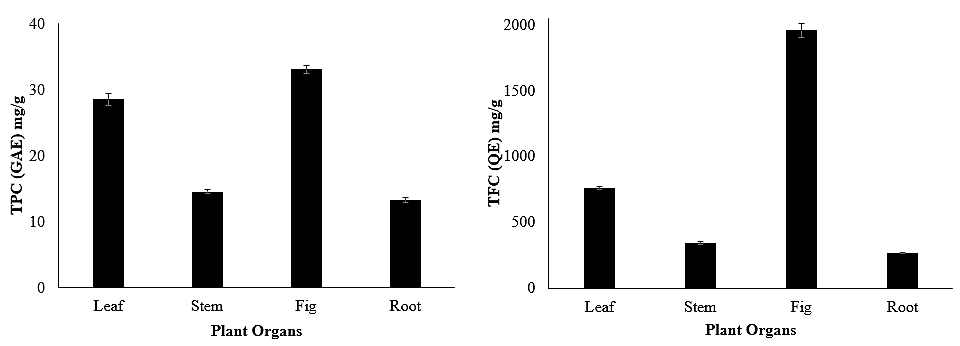 TPC (GAE) mg/g
40
30
20
10
0
Leaf Stem Fig Root
Plant Organs
TFC (QE) mg/g
2000
1500
1000
500
0
Leaf Stem Fig Root
Plant Organs